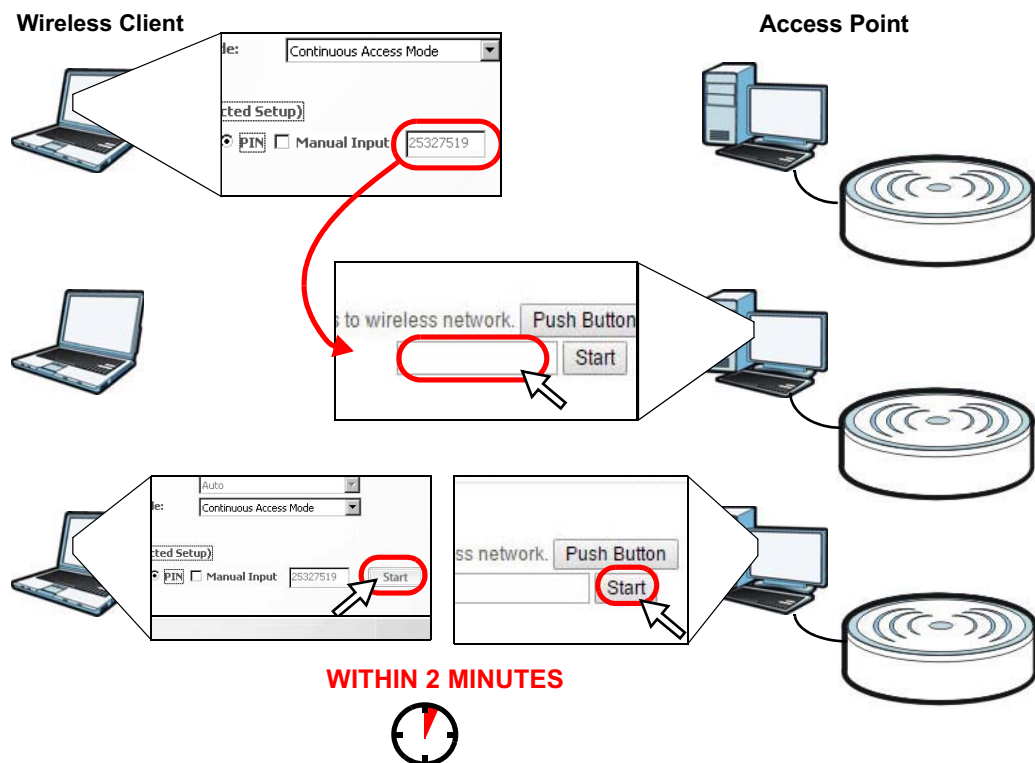 Wireless Client
Access Point
de:
Continuous Access Mode
cted Setup)
PIN
Manual Input
25327519
s to wireless network.
Push Button
Start
Auto
le:
Continuous Access Mode
cted Setup)
PIN
Manual Input
25327519
Start
ss network.
Push Button
Start
WITHIN 2 MINUTES